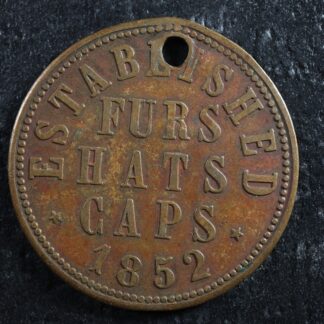 ESTABLISHED
FURS
HATS
CAPS
1852